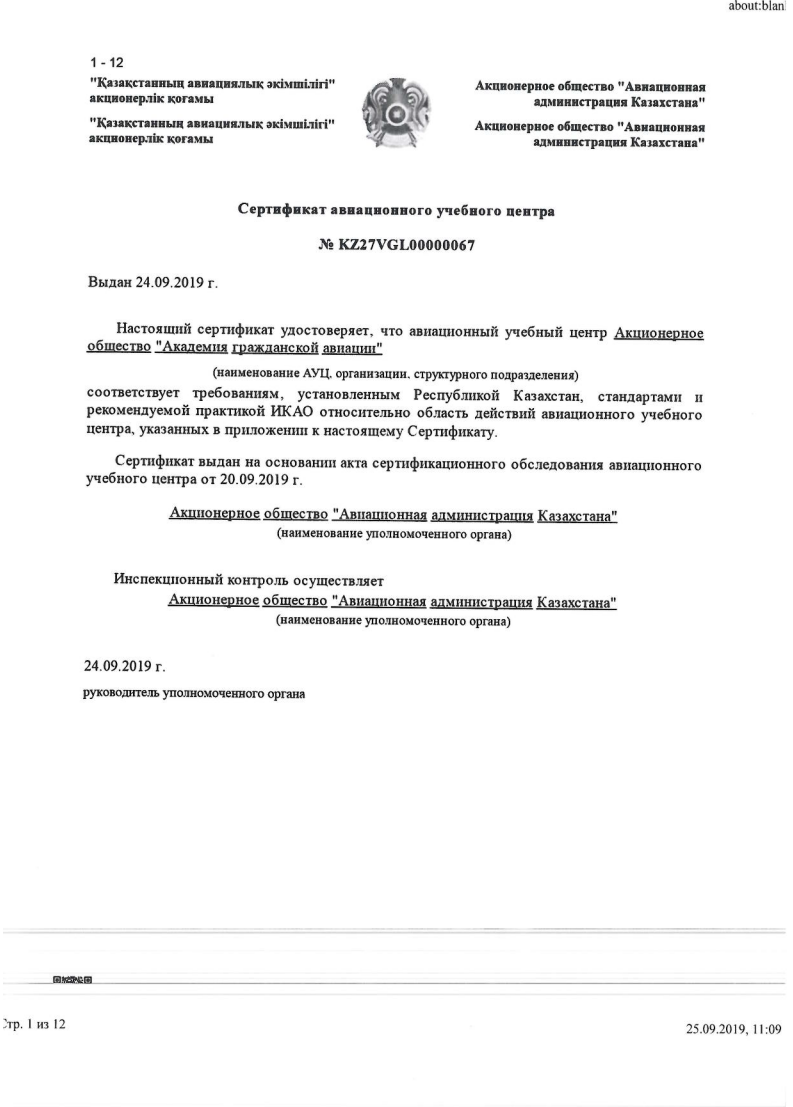 about:blan
1 - 12
"Қазақстанның авиациялық әкімшілігі"
акционерлік қоғамы
"Қазақстанның авиациялық әкімшілігі"
акционерлік қоғамы
Акционерное общество "Авиационная
администрация Казахстана"
Акционерное общество "Авиационная
администрация Казахстана"
Сертификат авиационного учебного центра
№ KZ27VGL00000067
Выдан 24.09.2019 г.
Настоящий сертификат удостоверяет, что авиационный учебный центр Акционерное
общество "Академия гражданской авиации"
(наименование АУЦ, организации, структурного подразделения)
соответствует требованиям, установленным Республикой Казахстан, стандартами и
рекомендуемой практикой ИКАО относительно область действий авиационного учебного
центра, указанных в приложении к настоящему Сертификату.
Сертификат выдан на основании акта сертификационного обследования авиационного
учебного центра от 20.09.2019 г.
Акционерное общество "Авиационная администрация Казахстана"
(наименование уполномоченного органа)
Инспекционный контроль осуществляет
Акционерное общество "Авиационная администрация Казахстана"
(наименование уполномоченного органа)
24.09.2019 г.
руководитель уполномоченного органа
Стр. 1 из 12
25.09.2019, 11:09